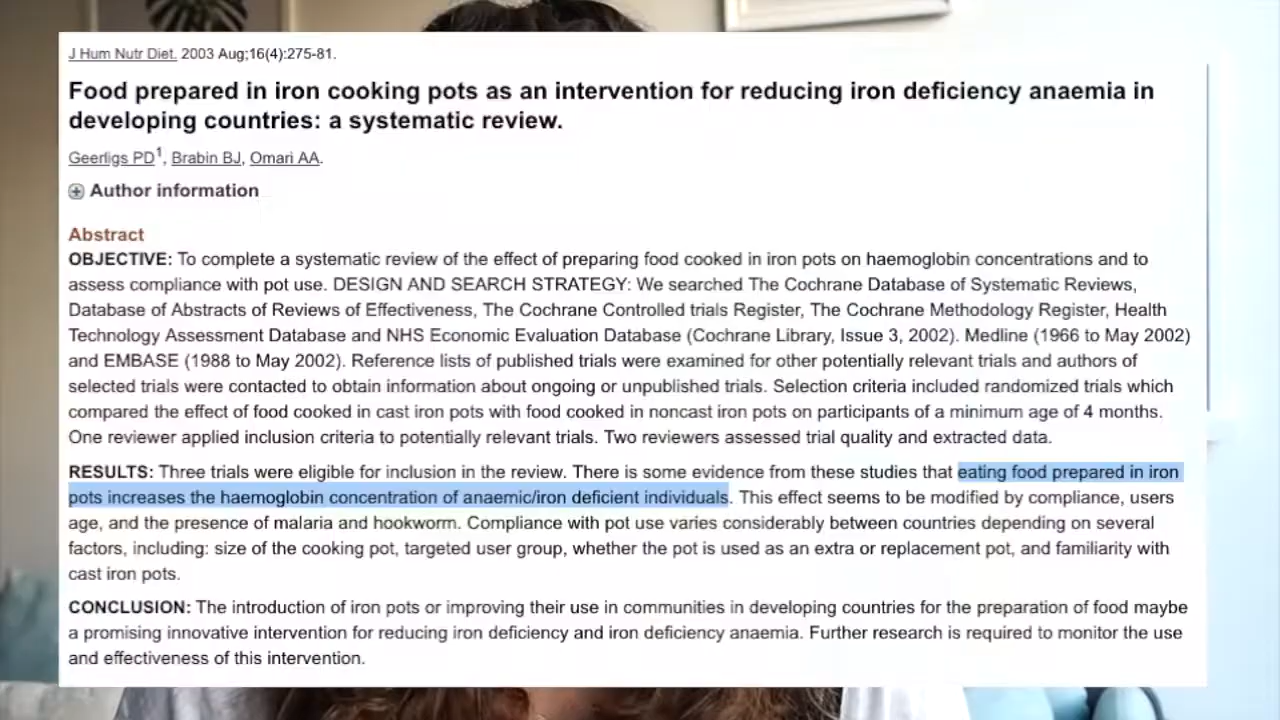 J Hum Nutr Diet. 2003 Aug;16(4):275-81.
Food prepared in iron cooking pots as an intervention for reducing iron deficiency anaemia in
developing countries: a systematic review.
Geerligs PD1, Brabin BJ, Omari AA.
Author information
Abstract
OBJECTIVE: To complete a systematic review of the effect of preparing food cooked in iron pots on haemoglobin concentrations and to
assess compliance with pot use. DESIGN AND SEARCH STRATEGY: We searched The Cochrane Database of Systematic Reviews,
Database of Abstracts of Reviews of Effectiveness, The Cochrane Controlled trials Register, The Cochrane Methodology Register, Health
Technology Assessment Database and NHS Economic Evaluation Database (Cochrane Library, Issue 3, 2002). Medline (1966 to May 2002)
and EMBASE (1988 to May 2002). Reference lists of published trials were examined for other potentially relevant trials and authors of
selected trials were contacted to obtain information about ongoing or unpublished trials. Selection criteria included randomized trials which
compared the effect of food cooked in cast iron pots with food cooked in noncast iron pots on participants of a minimum age of 4 months.
One reviewer applied inclusion criteria to potentially relevant trials. Two reviewers assessed trial quality and extracted data.
RESULTS: Three trials were eligible for inclusion in the review. There is some evidence from these studies that eating food prepared in iron
pots increases the haemoglobin concentration of anaemic/iron deficient individuals. This effect seems to be modified by compliance, users
age, and the presence of malaria and hookworm. Compliance with pot use varies considerably between countries depending on several
factors, including: size of the cooking pot, targeted user group, whether the pot is used as an extra or replacement pot, and familiarity with
cast iron pots.
CONCLUSION: The introduction of iron pots or improving their use in communities in developing countries for the preparation of food maybe
a promising innovative intervention for reducing iron deficiency and iron deficiency anaemia. Further research is required to monitor the use
and effectiveness of this intervention.